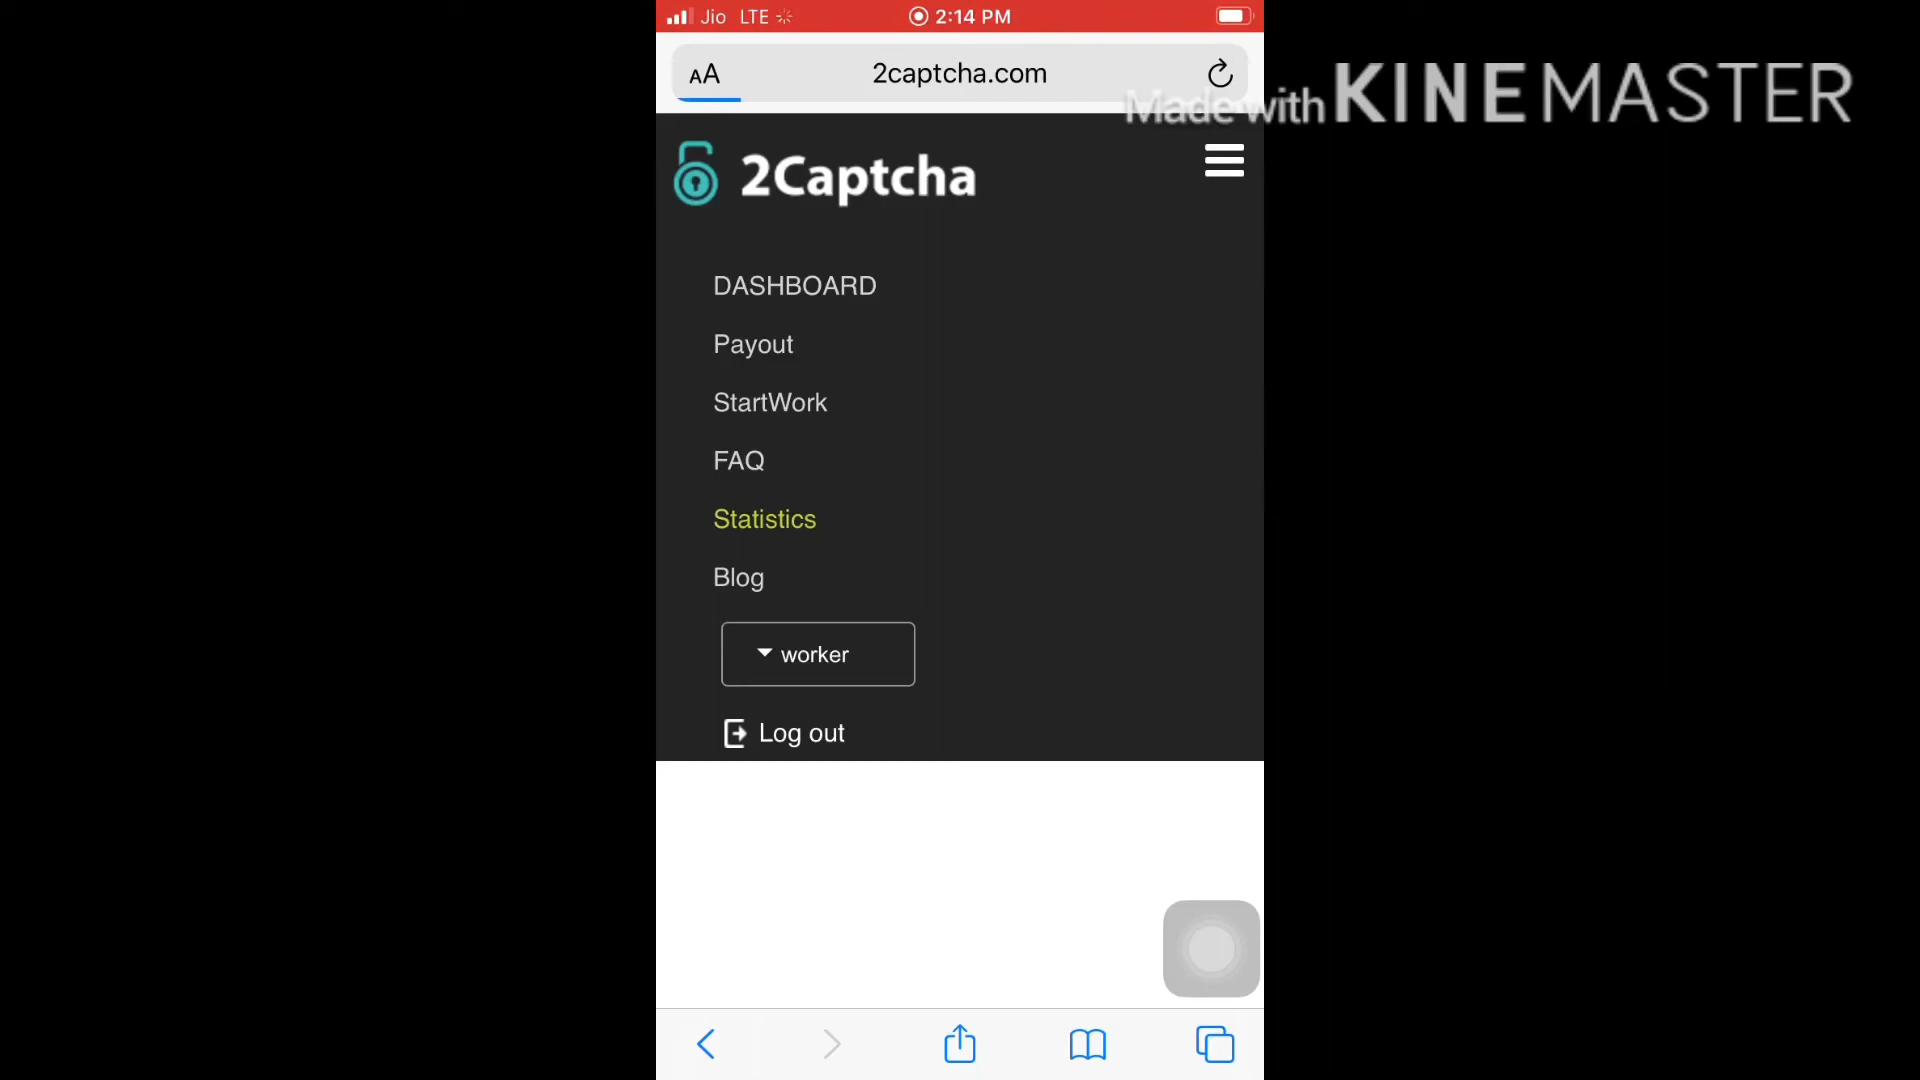 Jio LTE 2:14 PM
AA 2captcha.com
Made with KINEMASTER
2Captcha
DASHBOARD
Payout
StartWork
FAQ
Statistics
Blog
worker
Log out